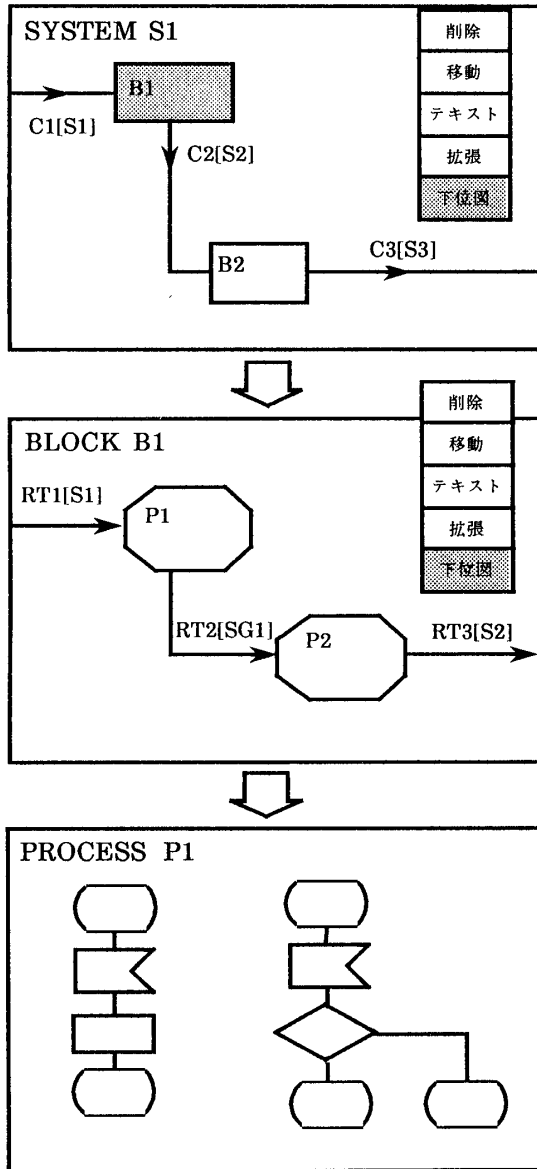 SYSTEM S1
削除
移動
テキスト
拡張
下位図
B1
C1[S1]
C2[S2]
B2
C3[S3]
BLOCK B1
削除
移動
テキスト
拡張
下位図
RT1[S1]
P1
RT2[SG1]
P2
RT3[S2]
PROCESS P1